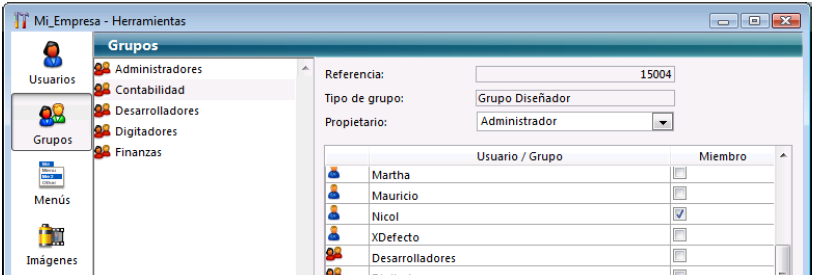 Mi_Empresa - Herramientas
Usuarios
Grupos
Menús
Imágenes
Grupos
Administradores
Contabilidad
Desarrolladores
Digitadores
Finanzas
Referencia: 15004
Tipo de grupo: Grupo Diseñador
Propietario: Administrador
Usuario / Grupo Miembro
Martha
Mauricio
Nicol
XDefecto
Desarrolladores